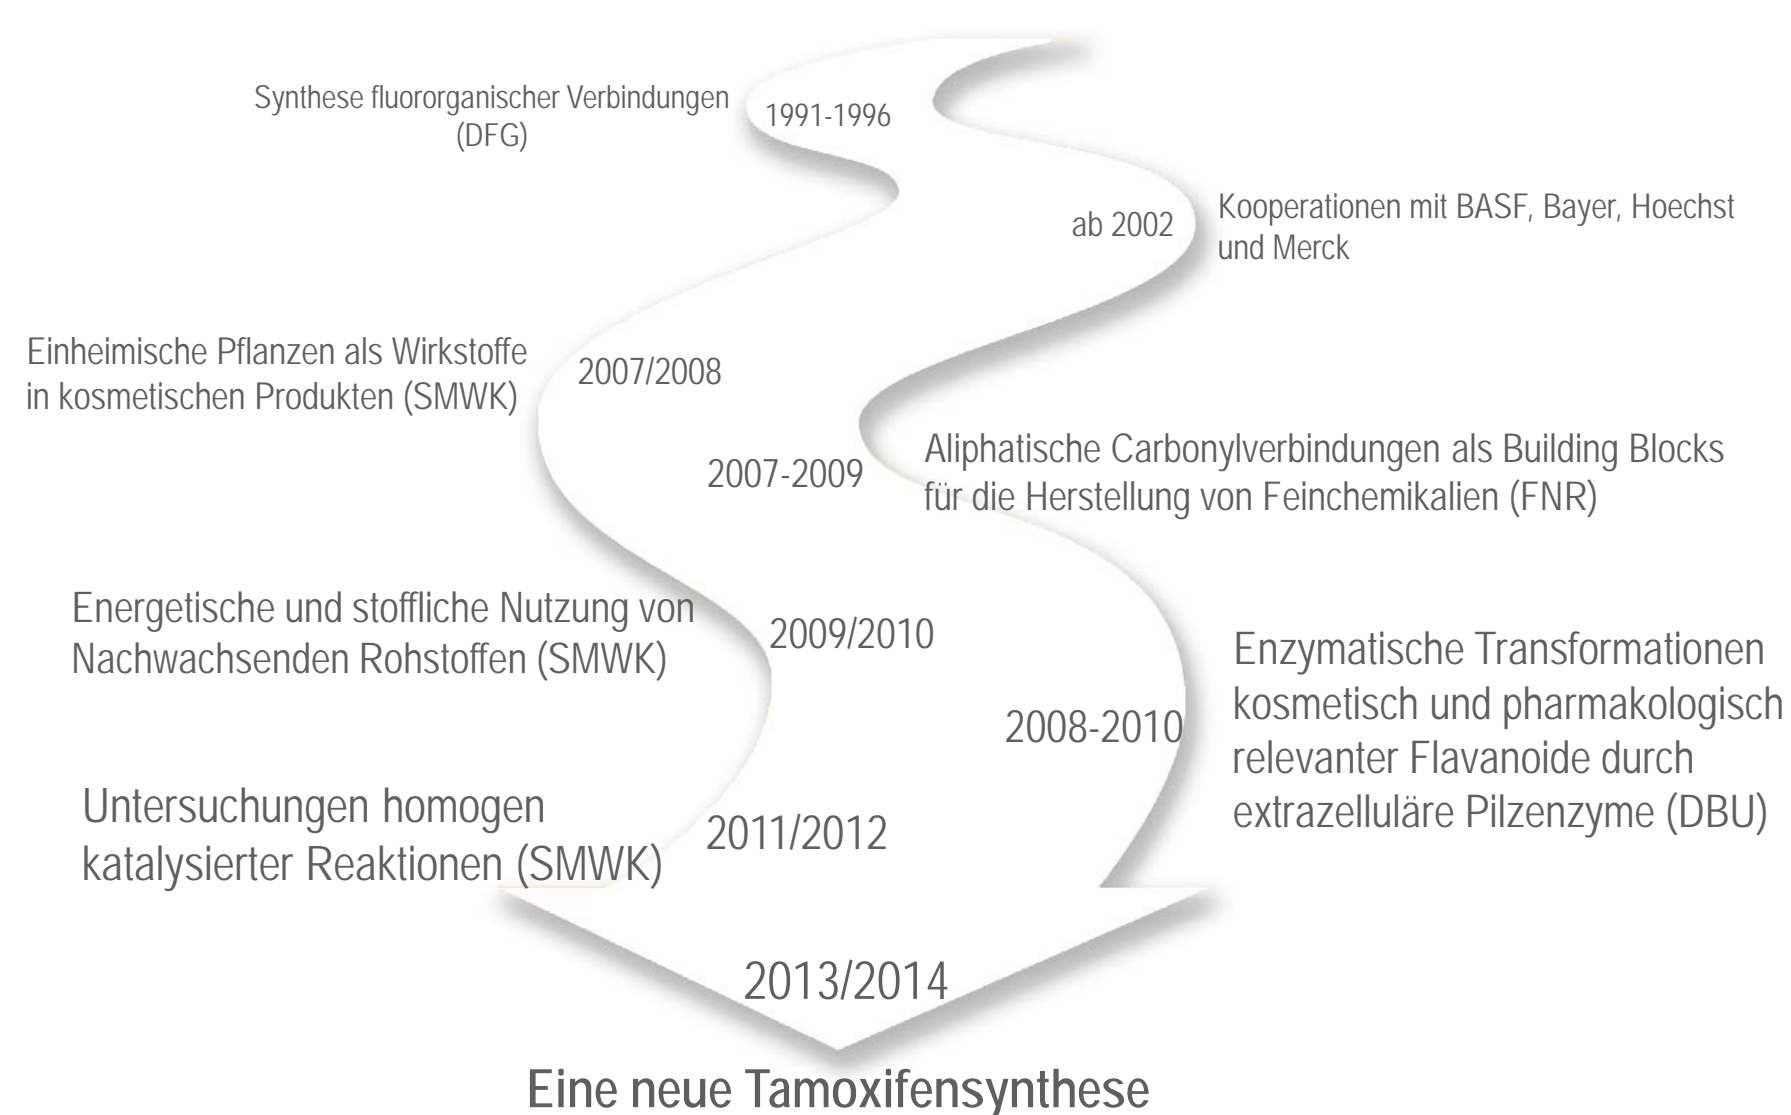 Synthese fluororganischer Verbindungen
(DFG)
1991-1996
ab 2002
Kooperationen mit BASF, Bayer, Hoechst
und Merck
Einheimische Pflanzen als Wirkstoffe
in kosmetischen Produkten (SMWK)
2007/2008
2007-2009
Aliphatische Carbonylverbindungen als Building Blocks
für die Herstellung von Feinchemikalien (FNR)
Energetische und stoffliche Nutzung von
Nachwachsenden Rohstoffen (SMWK)
2009/2010
2008-2010
Enzymatische Transformationen
kosmetisch und pharmakologisch
relevanter Flavanoide durch
extrazelluläre Pilzenzyme (DBU)
Untersuchungen homogen
katalysierter Reaktionen (SMWK)
2011/2012
2013/2014
Eine neue Tamoxifensynthese